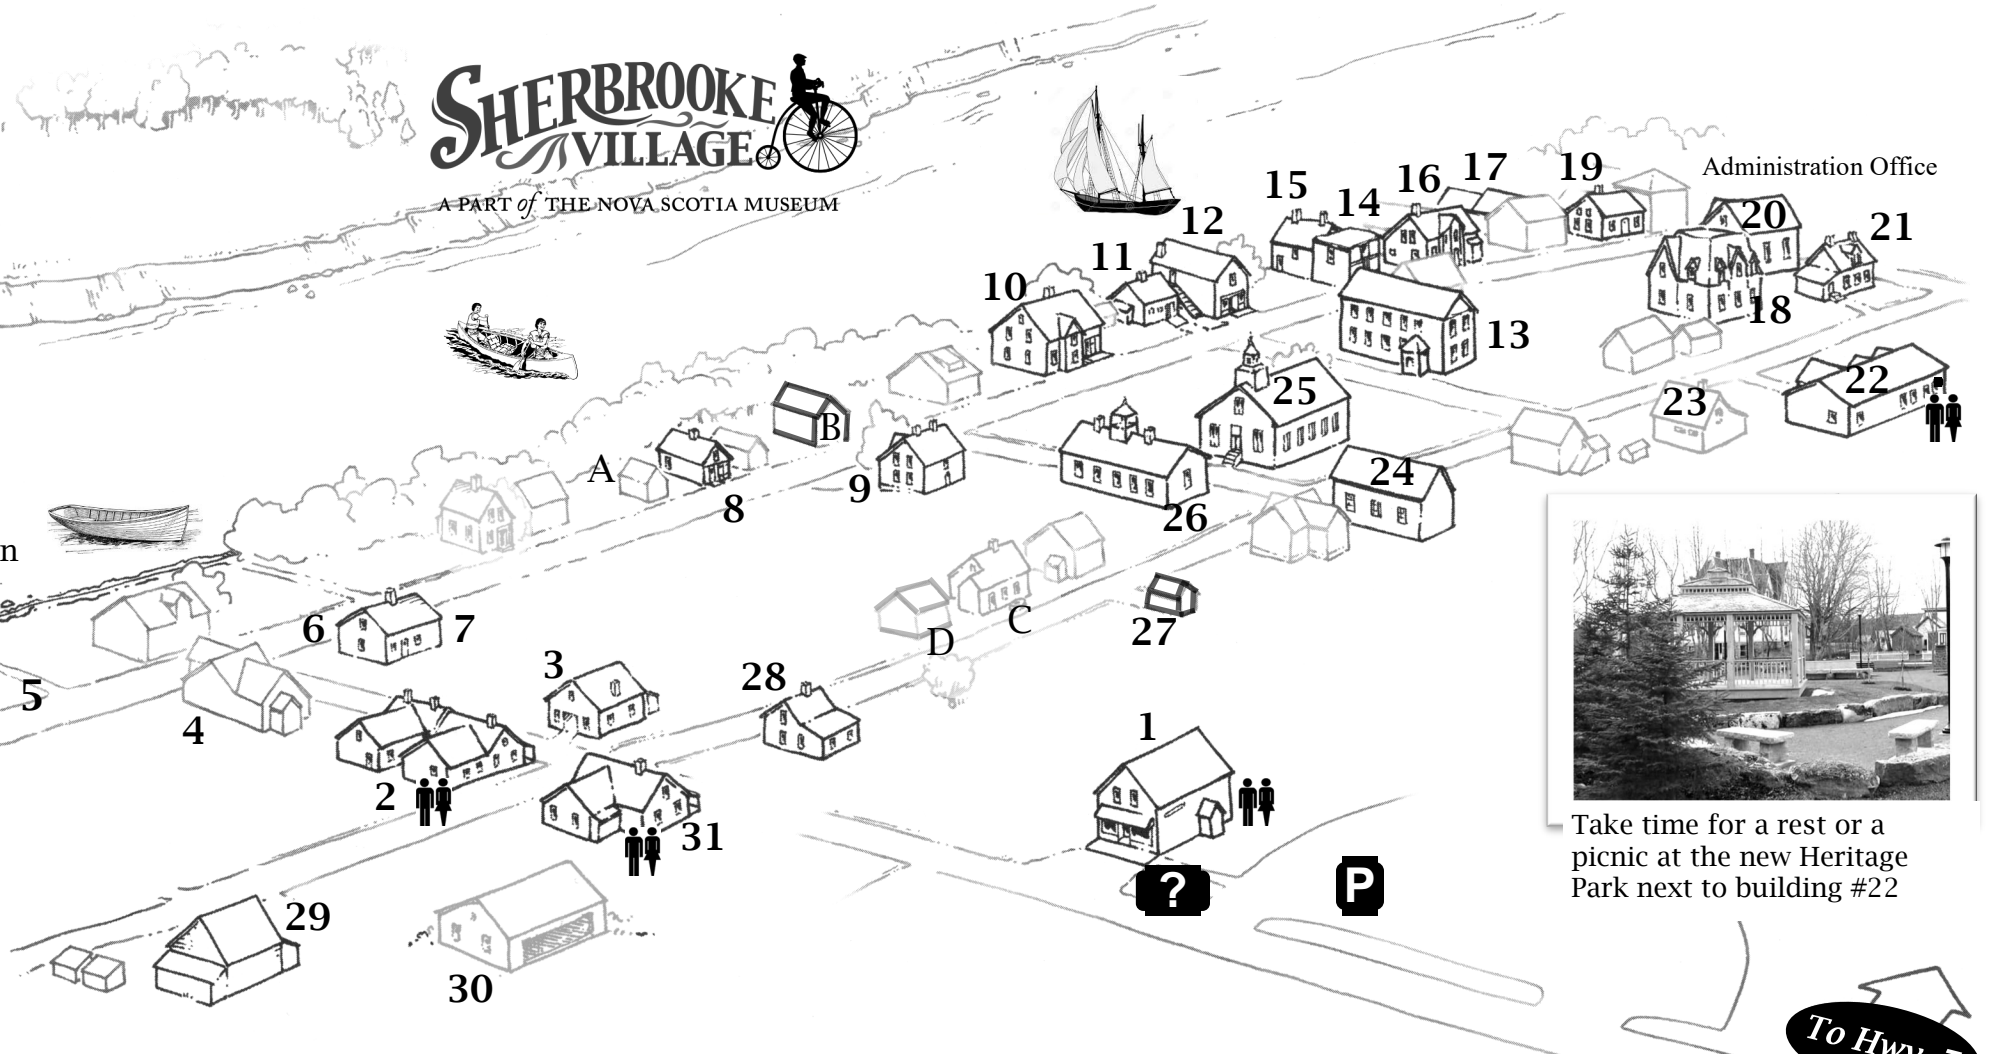 SHERBROOKE
VILLAGE
A PART of THE NOVA SCOTIA MUSEUM
15
14
16
17
19
Administration Office
20
21
12
11
10
13
18
25
22
23
B
A
8
9
26
24
n
6
7
5
4
3
28
D
C
27
1
2
31
?
P
29
30
Take time for a rest or a
picnic at the new Heritage
Park next to building #22
To Hwy. 7